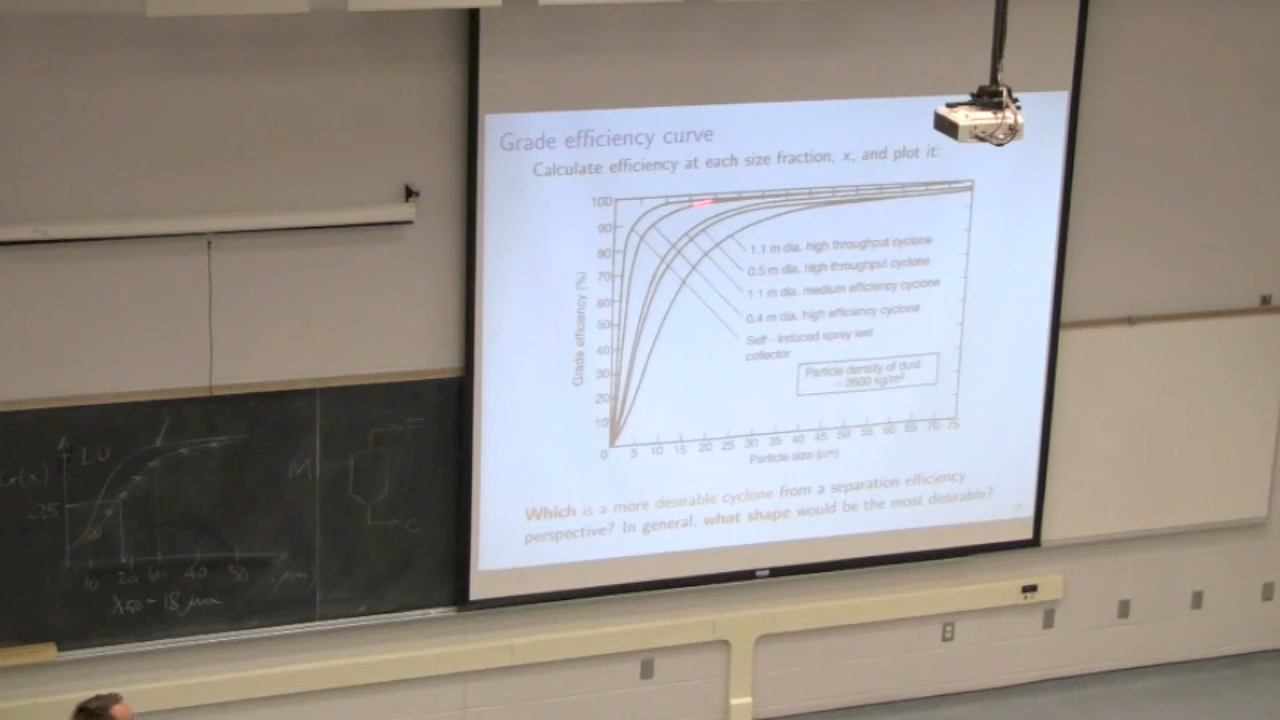 Grade efficiency curve
Calculate efficiency at each size fraction, x, and plot it:
100
90
80
70
60
50
40
30
20
10
0
Grade efficiency (%)
1.1 m dia. high throughput cyclone
0.5 m dia. high throughput cyclone
1.1 m dia. medium efficiency cyclone
0.4 m dia. high efficiency cyclone
Self - induced spray wet
collector
Particle density of dust
= 2600 kg/m³
5 10 15 20 25 30 35 40 45 50 55 60 65 70 75
Particle size (μm)
Which is a more desirable cyclone from a separation efficiency
perspective? In general, what shape would be the most desirable?
1.0
G(x)
10 20 40 50 (μm)
X50 = 18 μm
M
F
C